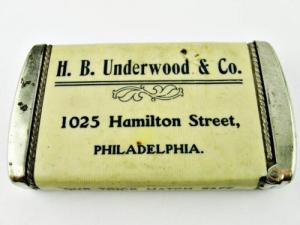 H. B. Underwood & Co.
1025 Hamilton Street,
PHILADELPHIA.